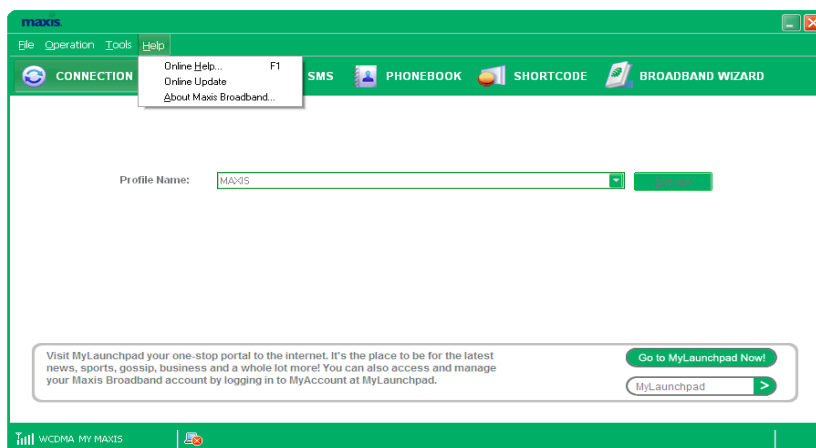 maxis
File Operation Tools Help
Online Help... F1
Online Update
About Maxis Broadband...
CONNECTION SMS PHONEBOOK SHORTCODE BROADBAND WIZARD
Profile Name: MAXIS
Visit MyLaunchpad your one-stop portal to the internet. It's the place to be for the latest
news, sports, gossip, business and a whole lot more! You can also access and manage
your Maxis Broadband account by logging in to MyAccount at MyLaunchpad.
Go to MyLaunchpad Now!
MyLaunchpad >
WCDMA MY MAXIS